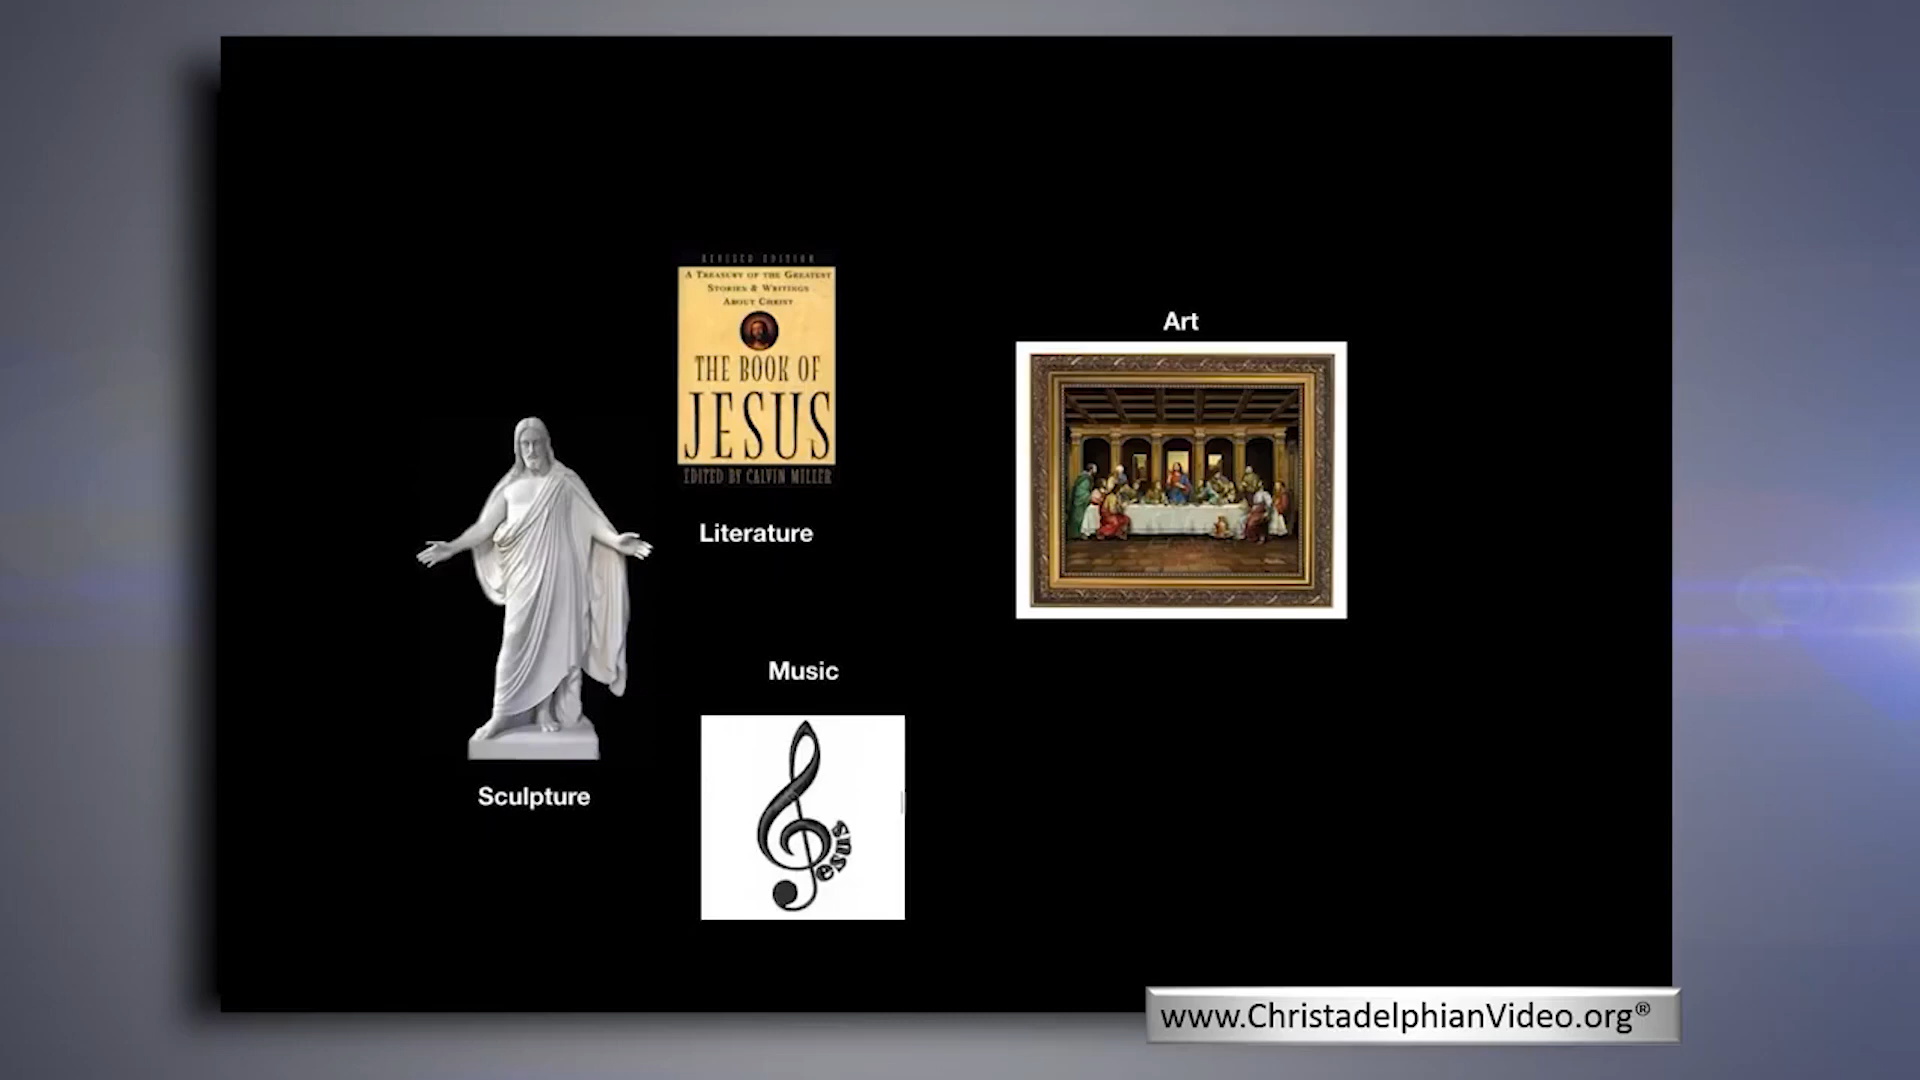 REVISED EDITION
A TREASURY OF THE GREATEST
STORIES & WRITINGS
ABOUT CHRIST
THE BOOK OF
JESUS
EDITED BY CALVIN MILLER
Literature
Art
Sculpture
Music
esus
www.ChristadelphianVideo.org®